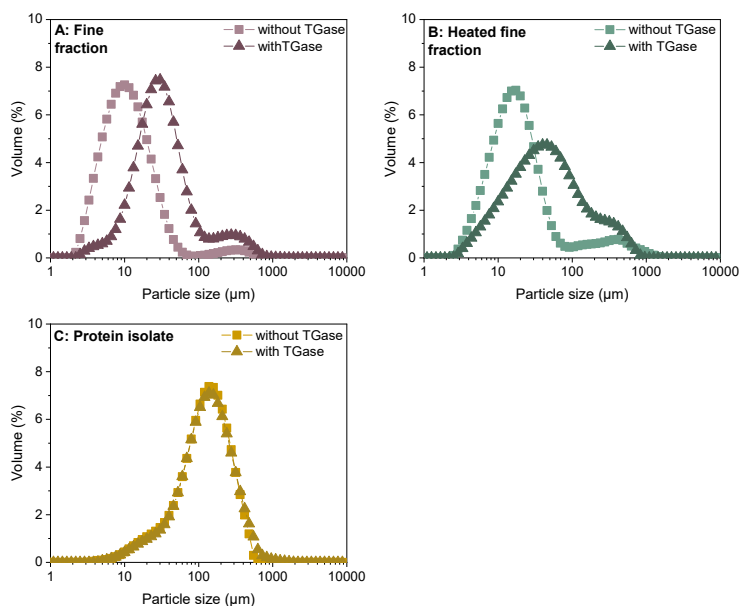 A: Fine
fraction
without TGase
withTGase
10
8
6
4
2
0
Volume (%)
1 10 100 1000 10000
Particle size (µm)
B: Heated fine
fraction
without TGase
with TGase
10
8
6
4
2
0
Volume (%)
1 10 100 1000 10000
Particle size (µm)
C: Protein isolate
without TGase
with TGase
10
8
6
4
2
0
Volume (%)
1 10 100 1000 10000
Particle size (µm)